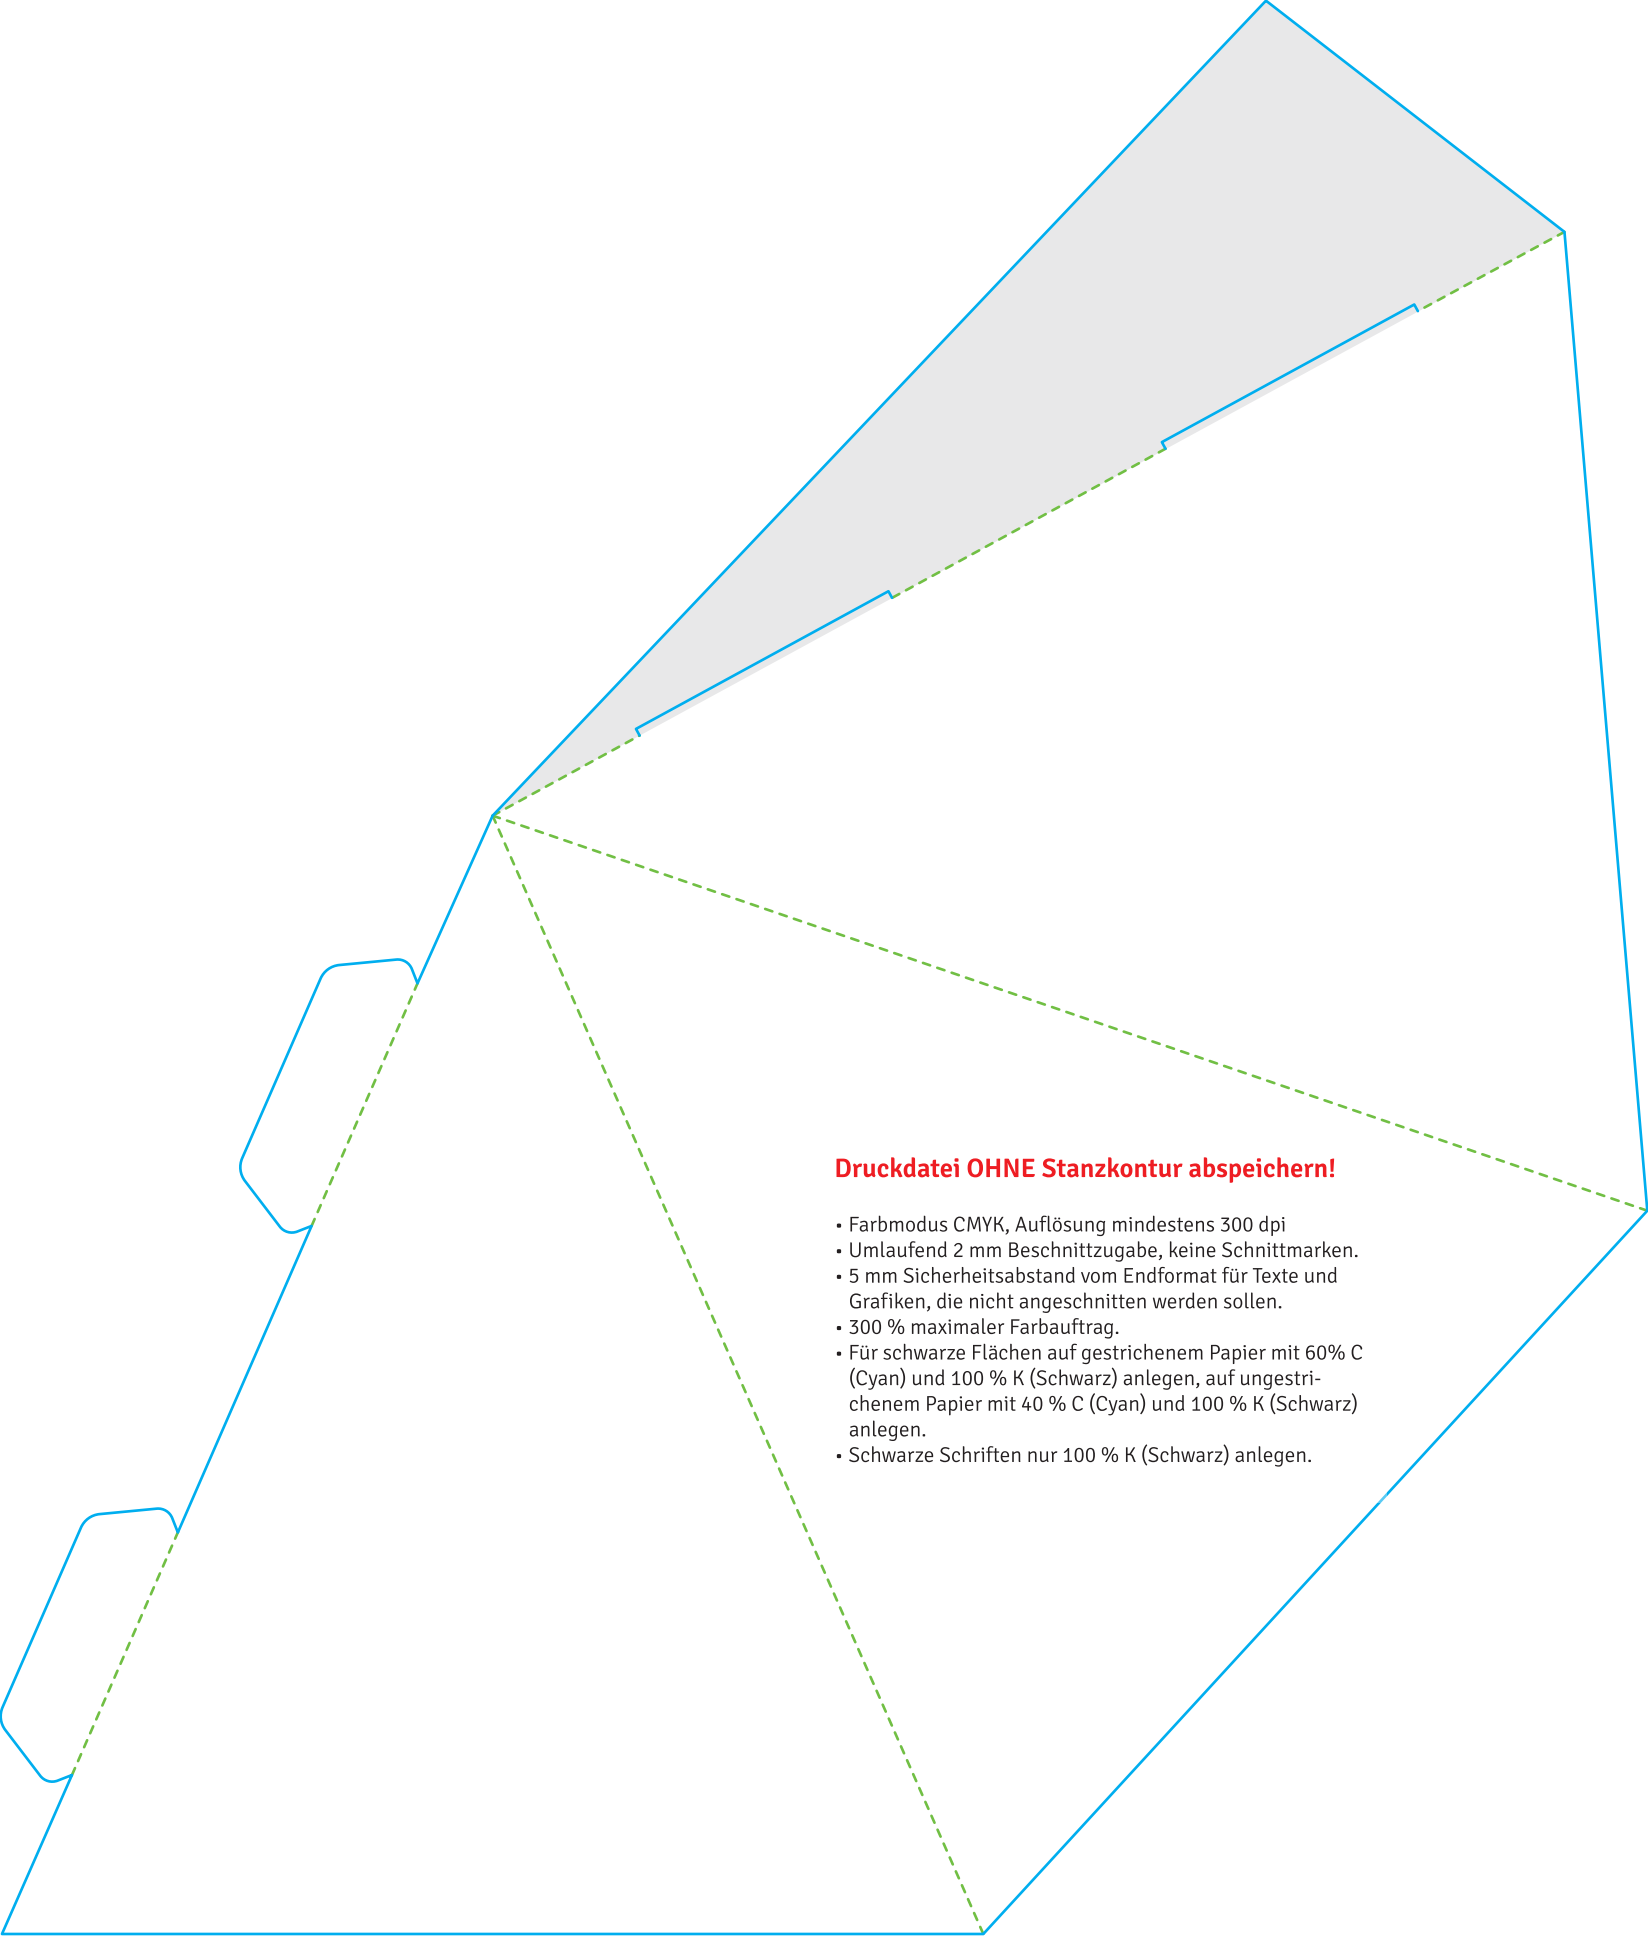 Druckdatei OHNE Stanzkontur abspeichern!
• Farbmodus CMYK, Auflösung mindestens 300 dpi
• Umlaufend 2 mm Beschnittzugabe, keine Schnittmarken.
• 5 mm Sicherheitsabstand vom Endformat für Texte und
Grafiken, die nicht angeschnitten werden sollen.
• 300 % maximaler Farbauftrag.
• Für schwarze Flächen auf gestrichenem Papier mit 60% C
(Cyan) und 100 % K (Schwarz) anlegen, auf ungestri-
chenem Papier mit 40 % C (Cyan) und 100 % K (Schwarz)
anlegen.
• Schwarze Schriften nur 100 % K (Schwarz) anlegen.